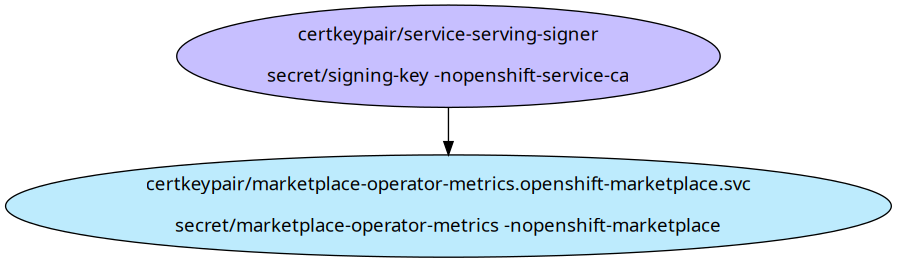 certkeypair/service-serving-signer
secret/signing-key -nopenshift-service-ca
certkeypair/marketplace-operator-metrics.openshift-marketplace.svc
secret/marketplace-operator-metrics -nopenshift-marketplace